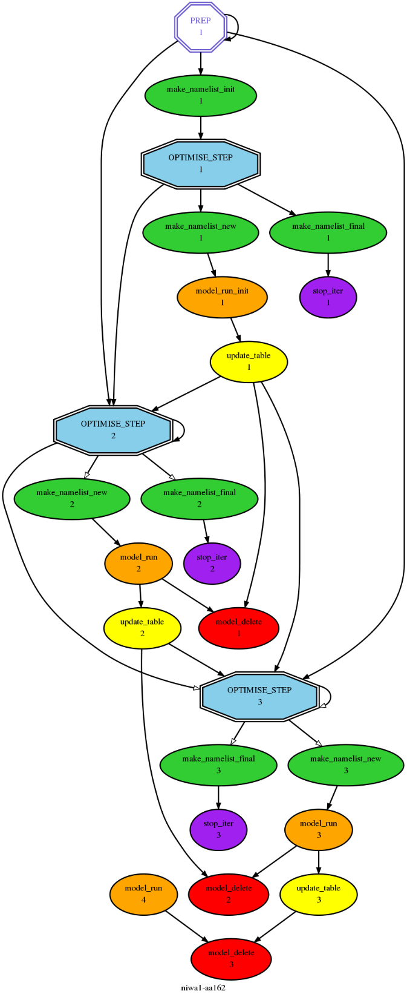 PREP
1
make_namelist_init
1
OPTIMISE_STEP
1
make_namelist_new
1
make_namelist_final
1
model_run_init
1
stop_iter
1
update_table
1
OPTIMISE_STEP
2
make_namelist_new
2
make_namelist_final
2
model_run
2
stop_iter
2
update_table
2
model_delete
1
OPTIMISE_STEP
3
make_namelist_final
3
make_namelist_new
3
stop_iter
3
model_run
3
model_run
4
model_delete
2
update_table
3
model_delete
3
niwa1-aa162